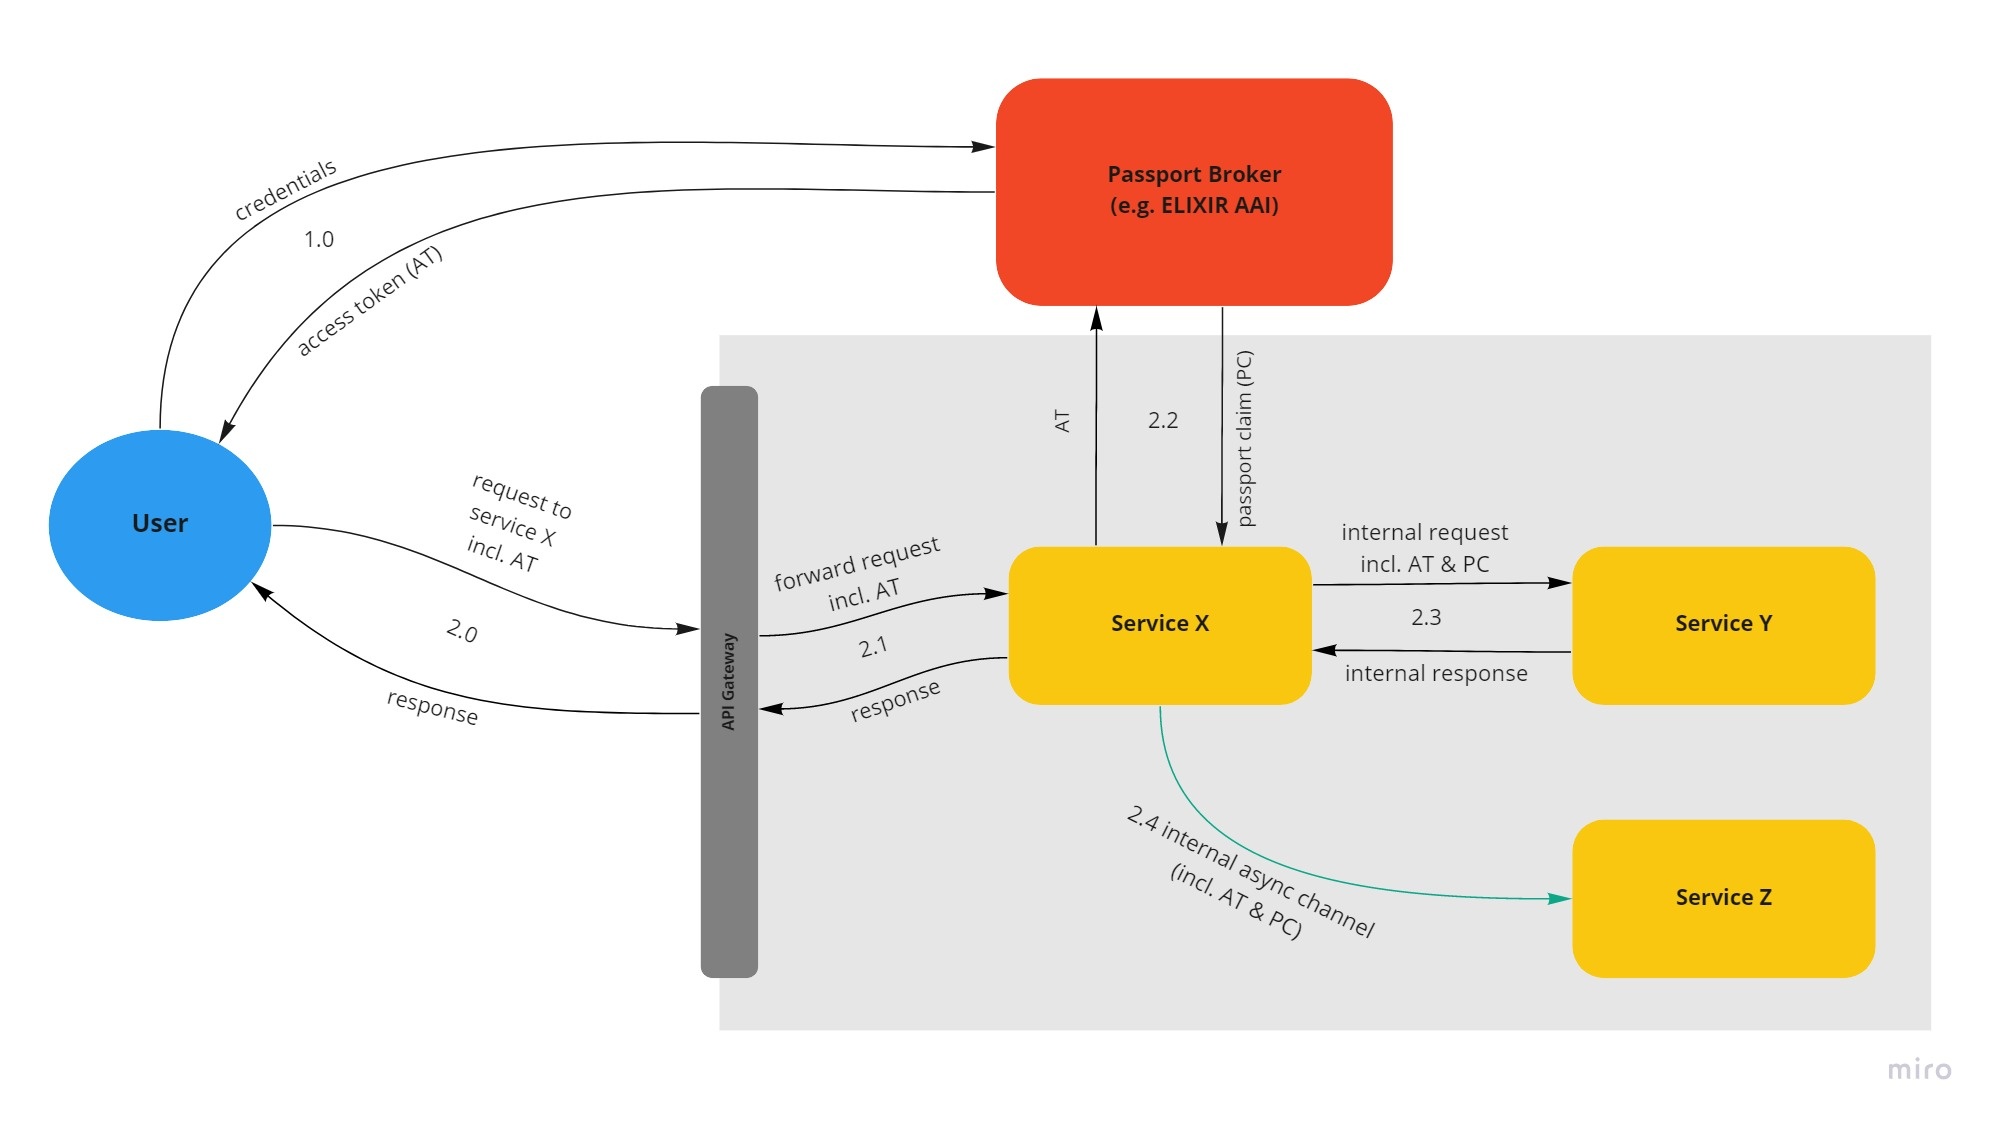 Passport Broker
(e.g. ELIXIR AAI)
credentials
1.0
access token (AT)
AT
2.2
passport claim (PC)
User
request to
service X
incl. AT
2.0
response
API Gateway
forward request
incl. AT
2.1
response
Service X
internal request
incl. AT & PC
2.3
internal response
Service Y
2.4 internal async channel
(incl. AT & PC)
Service Z
miro